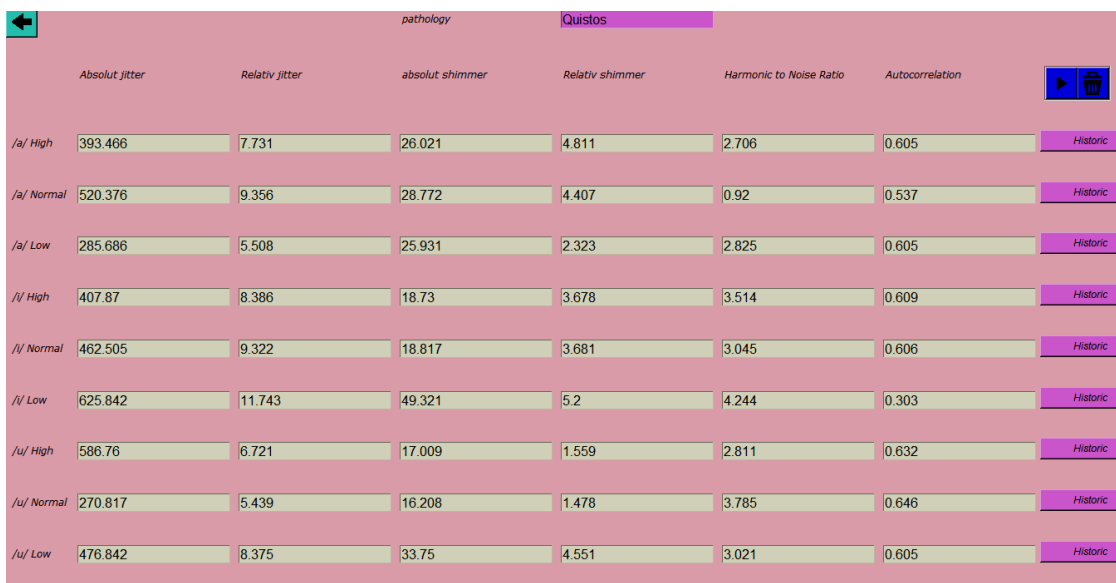 pathology Quistos
Absolut jitter Relativ jitter absolut shimmer Relativ shimmer Harmonic to Noise Ratio Autocorrelation
/a/ High 393.466 7.731 26.021 4.811 2.706 0.605 Historic
/a/ Normal 520.376 9.356 28.772 4.407 0.92 0.537 Historic
/a/ Low 285.686 5.508 25.931 2.323 2.825 0.605 Historic
/i/ High 407.87 8.386 18.73 3.678 3.514 0.609 Historic
/i/ Normal 462.505 9.322 18.817 3.681 3.045 0.606 Historic
/i/ Low 625.842 11.743 49.321 5.2 4.244 0.303 Historic
/u/ High 586.76 6.721 17.009 1.559 2.811 0.632 Historic
/u/ Normal 270.817 5.439 16.208 1.478 3.785 0.646 Historic
/u/ Low 476.842 8.375 33.75 4.551 3.021 0.605 Historic